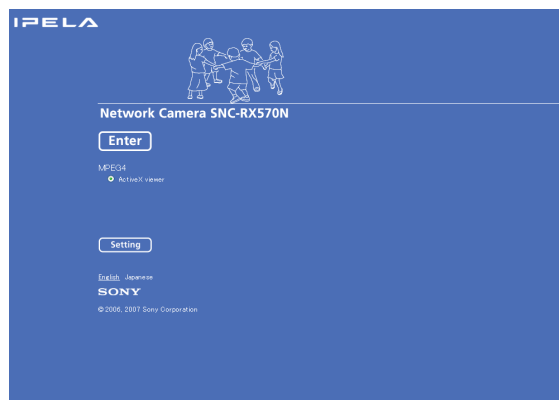 IPELA
Network Camera SNC-RX570N
Enter
MPEG4
ActiveX viewer
Setting
English Japanese
SONY
© 2006, 2007 Sony Corporation